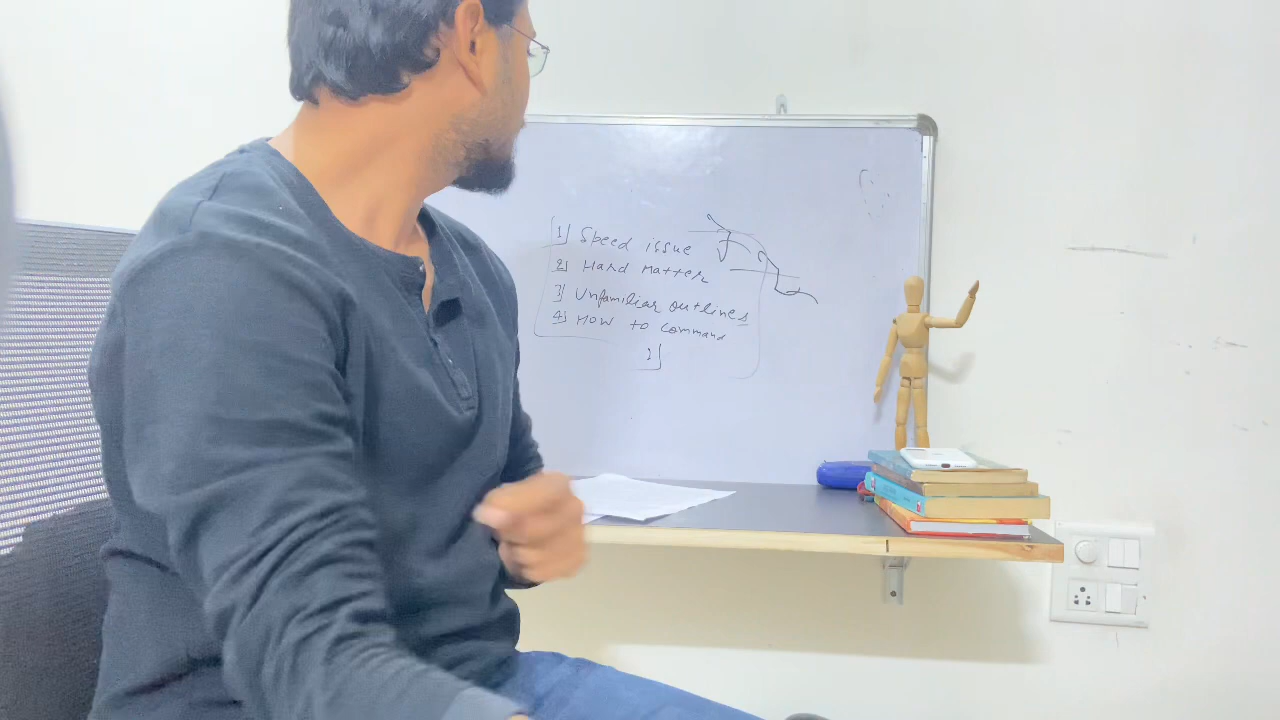 1] Speed issue
2] Hard Matter
3] Unfamiliar outlines
4] How to command